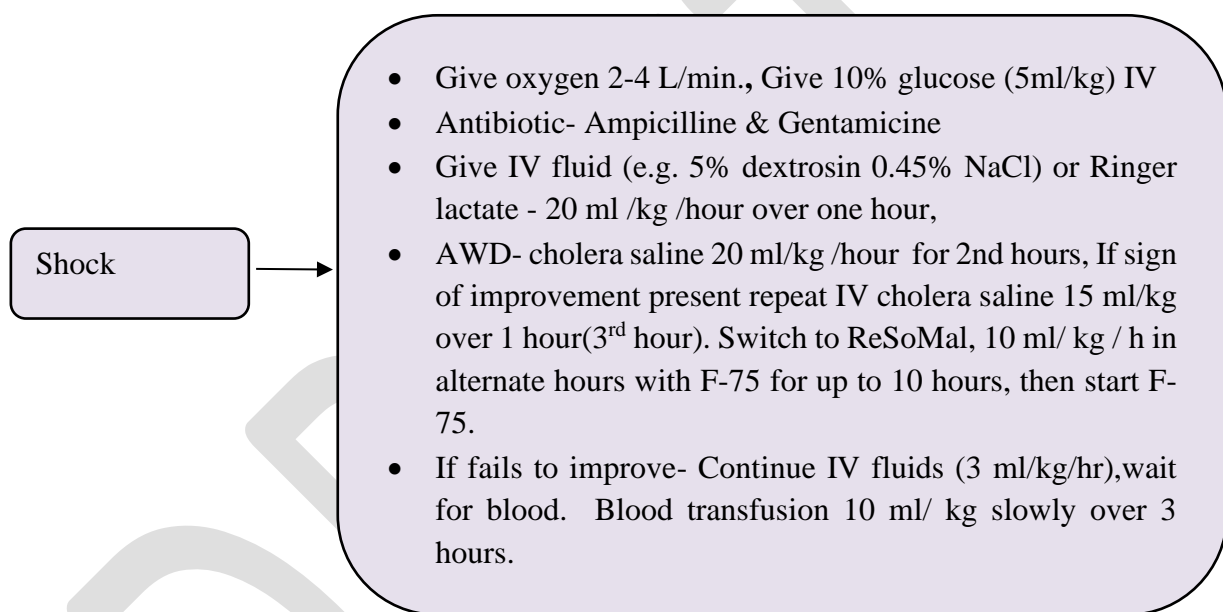 • Give oxygen 2-4 L/min., Give 10% glucose (5ml/kg) IV
• Antibiotic- Ampicilline & Gentamicine
• Give IV fluid (e.g. 5% dextrosin 0.45% NaCl) or Ringer
lactate - 20 ml /kg /hour over one hour,
Shock
• AWD- cholera saline 20 ml/kg /hour for 2nd hours, If sign
of improvement present repeat IV cholera saline 15 ml/kg
over 1 hour(3rd hour). Switch to ReSoMal, 10 ml/ kg / h in
alternate hours with F-75 for up to 10 hours, then start F-
75.
• If fails to improve- Continue IV fluids (3 ml/kg/hr),wait
for blood. Blood transfusion 10 ml/ kg slowly over 3
hours.